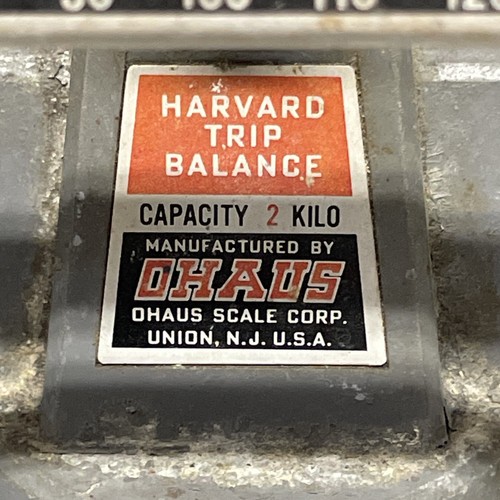 HARVARD
TRIP
BALANCE
CAPACITY 2 KILO
MANUFACTURED BY
OHAUS
OHAUS SCALE CORP.
UNION, N.J. U.S.A.